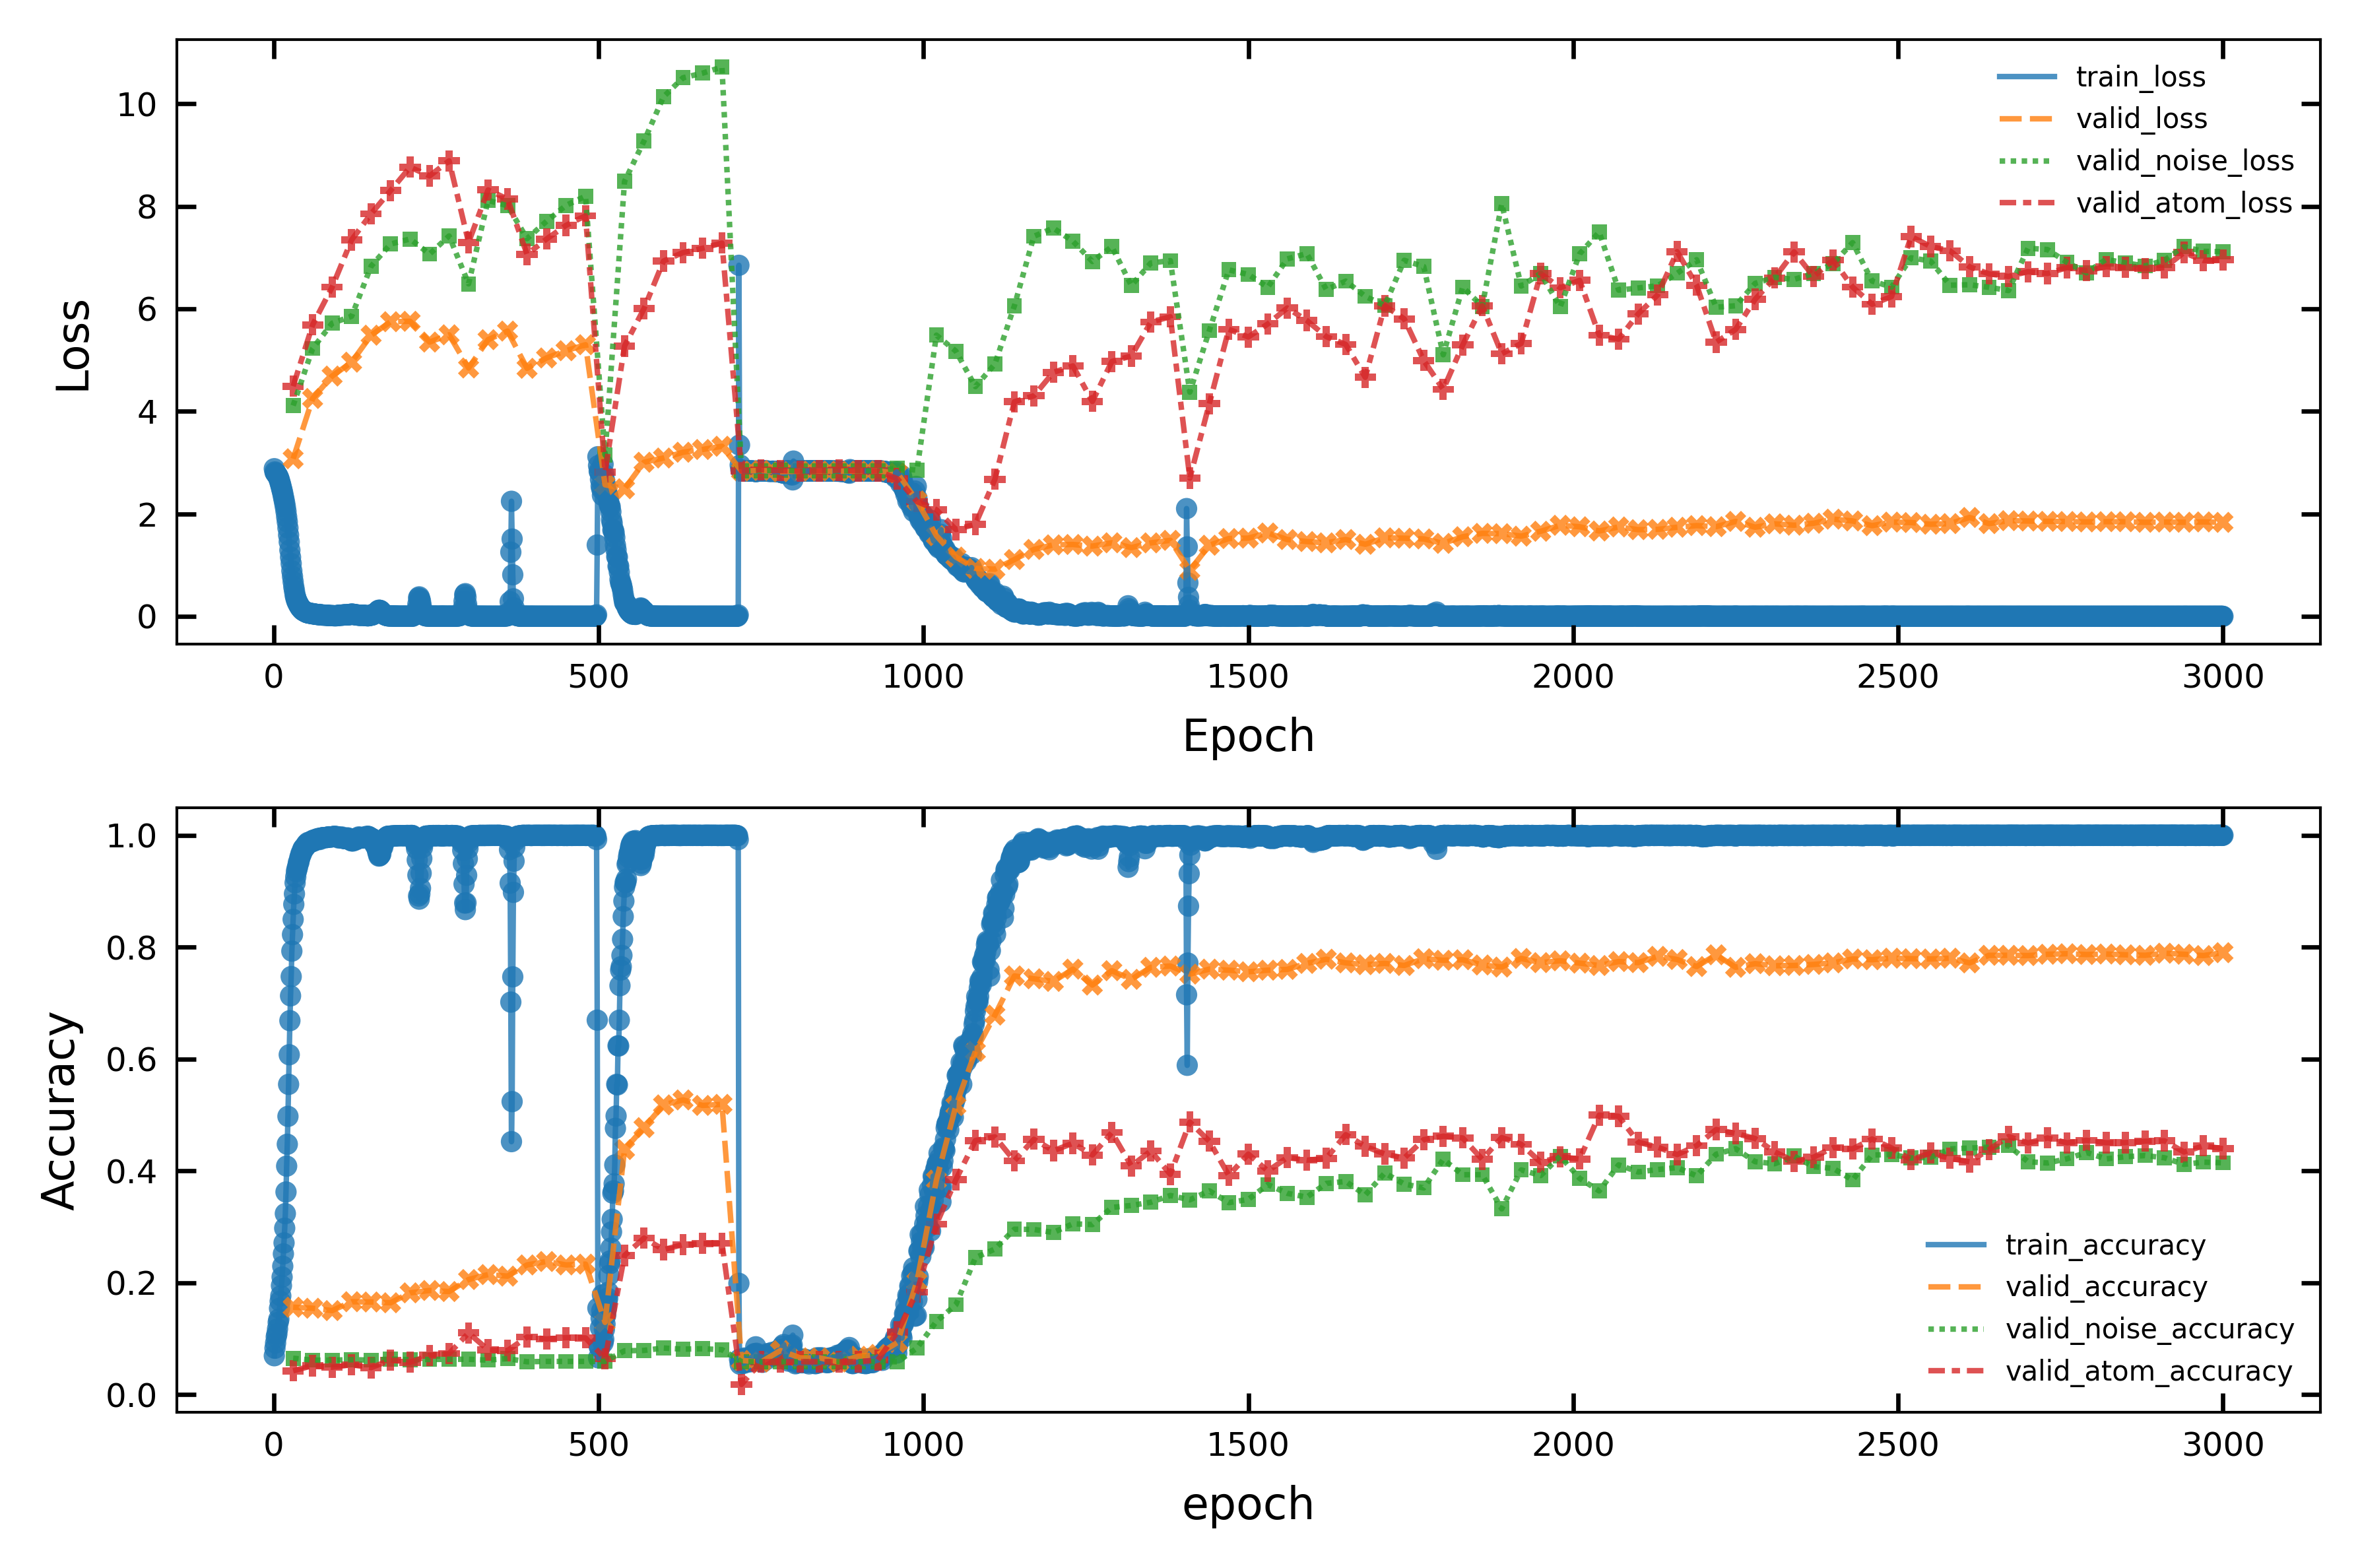 10
8
6
4
2
0
Loss
train_loss
valid_loss
valid_noise_loss
valid_atom_loss
0 500 1000 1500 2000 2500 3000
Epoch
1.0
0.8
0.6
0.4
0.2
0.0
Accuracy
train_accuracy
valid_accuracy
valid_noise_accuracy
valid_atom_accuracy
0 500 1000 1500 2000 2500 3000
epoch